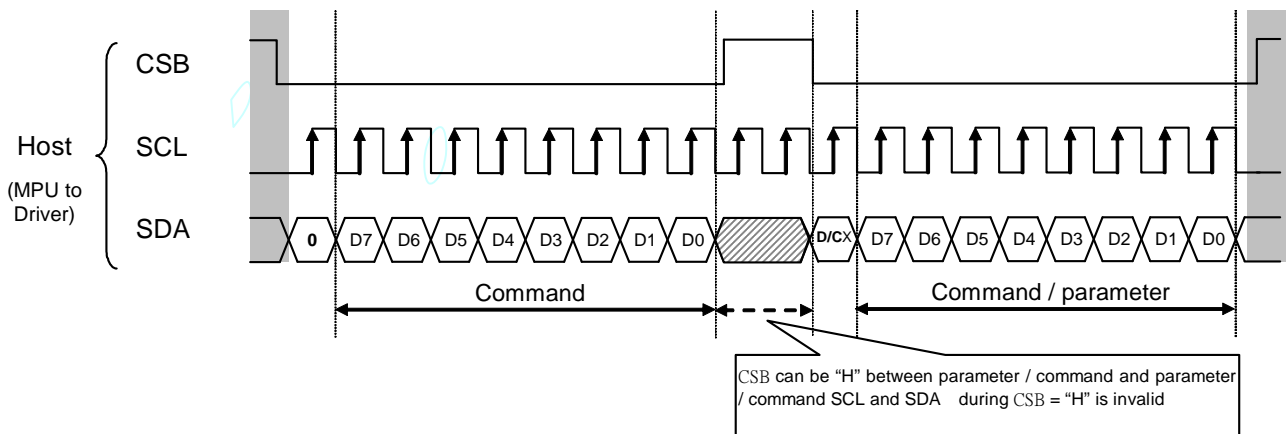 CSB
Host
SCL
(MPU to
Driver)
SDA
0 D7 D6 D5 D4 D3 D2 D1 D0 D/CX D7 D6 D5 D4 D3 D2 D1 D0
Command
Command / parameter
CSB can be “H” between parameter / command and parameter
/ command SCL and SDA during CSB = “H” is invalid